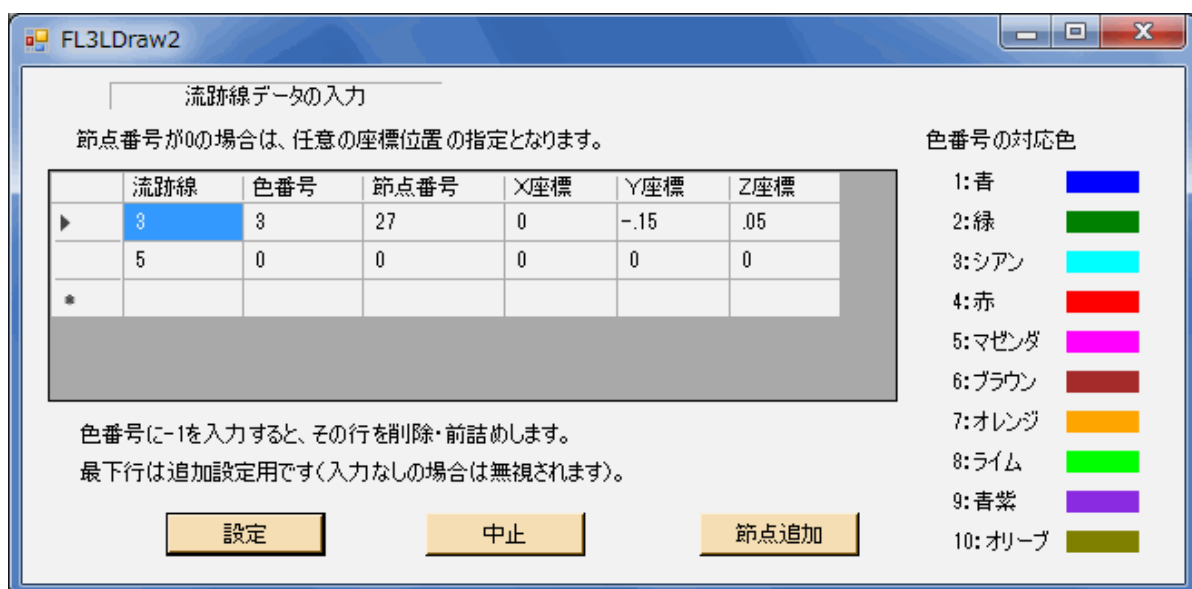 FL3LDraw2
流跡線データの入力
節点番号が0の場合は、任意の座標位置の指定となります。
流跡線 色番号 節点番号 X座標 Y座標 Z座標
3 3 27 0 -.15 .05
5 0 0 0 0 0
色番号に-1を入力すると、その行を削除・前詰めします。
最下行は追加設定用です(入力なしの場合は無視されます)。
設定 中止 節点追加
色番号の対応色
1:青
2:緑
3:シアン
4:赤
5:マゼンダ
6:ブラウン
7:オレンジ
8:ライム
9:青紫
10:オリーブ